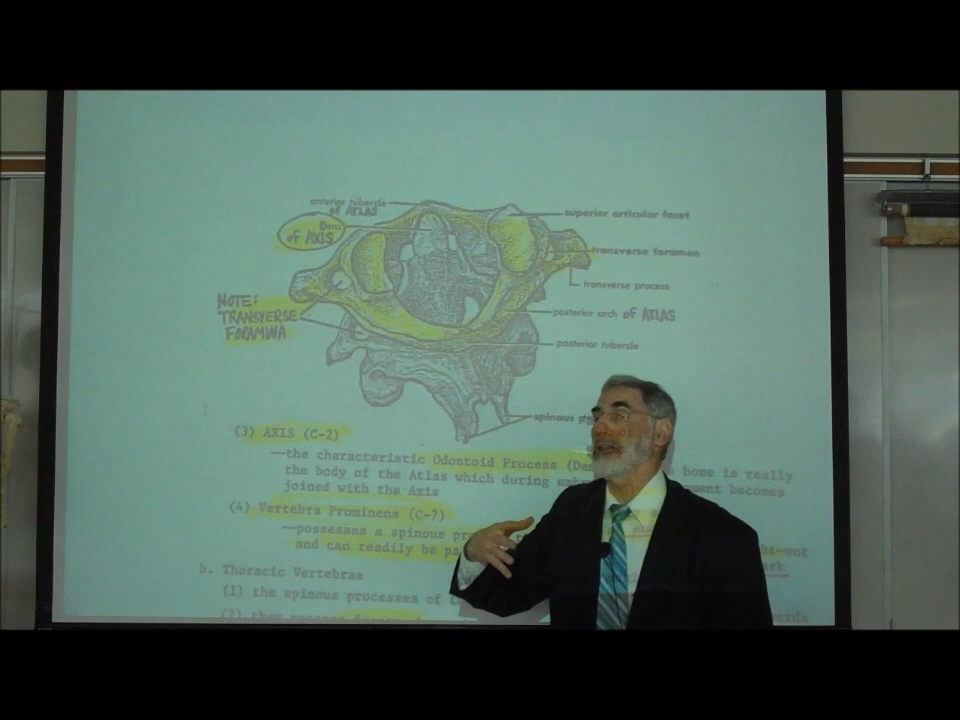 anterior tubercle
of ATLAS
superior articular facet
Dens
of AXIS
transverse foramen
transverse process
NOTE:
TRANSVERSE
FORAMINA
posterior arch of ATLAS
posterior tubercle
spinous
(3) AXIS (C-2)
—the characteristic Odontoid Process ( bone is really
the body of the Atlas which during becomes
joined with the Axis
(4) Vertebra Prominens (C-7)
—possesses a spinous
and can readily be
b. Thoracic Vertebrae
(1) the spinous processes of
(2) they possess